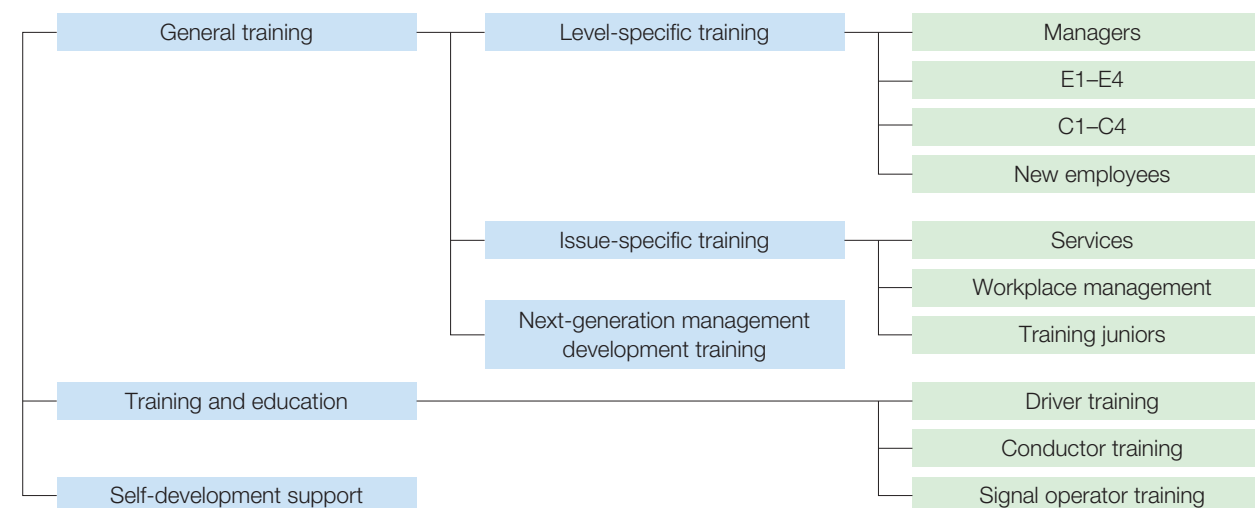 General training
Level-specific training
Managers
E1–E4
C1–C4
New employees
Issue-specific training
Services
Workplace management
Training juniors
Next-generation management
development training
Training and education
Driver training
Conductor training
Signal operator training
Self-development support